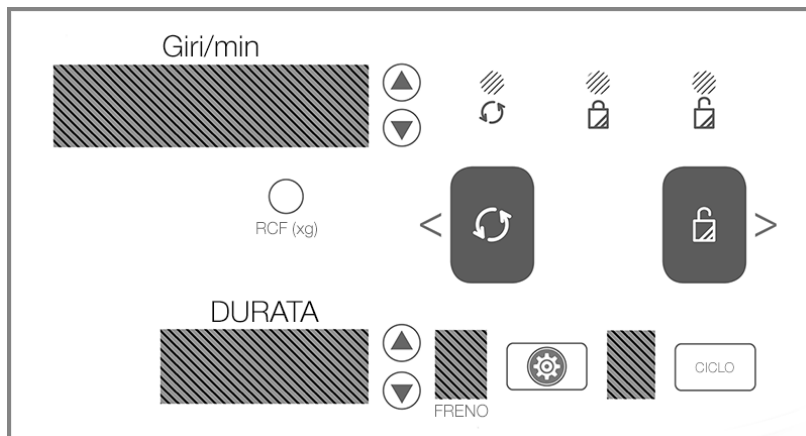 Giri/min
RCF (xg)
< >
DURATA
FRENO
CICLO